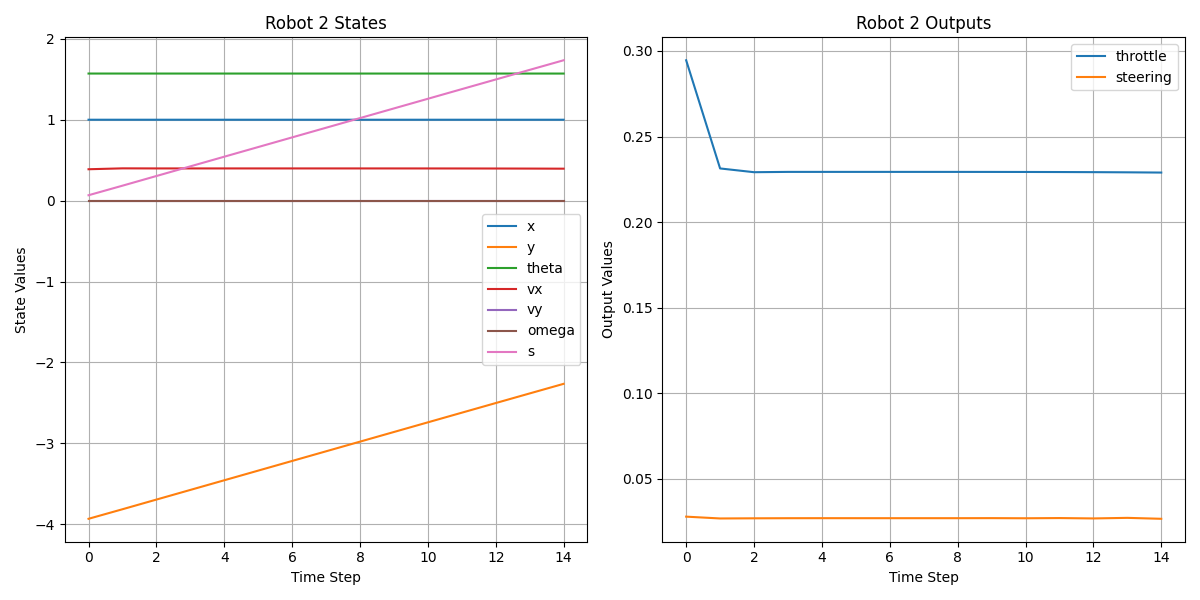 Robot 2 States
2
1
0
−1
−2
−3
−4
State Values
x
y
theta
vx
vy
omega
s
0 2 4 6 8 10 12 14
Time Step
Robot 2 Outputs
0.30
0.25
0.20
0.15
0.10
0.05
Output Values
throttle
steering
0 2 4 6 8 10 12 14
Time Step